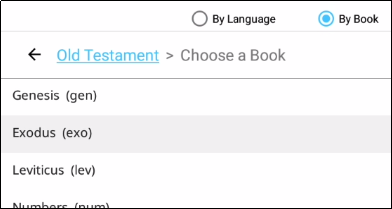 By Language By Book
← Old Testament > Choose a Book
Genesis (gen)
Exodus (exo)
Leviticus (lev)
Numbers (num)